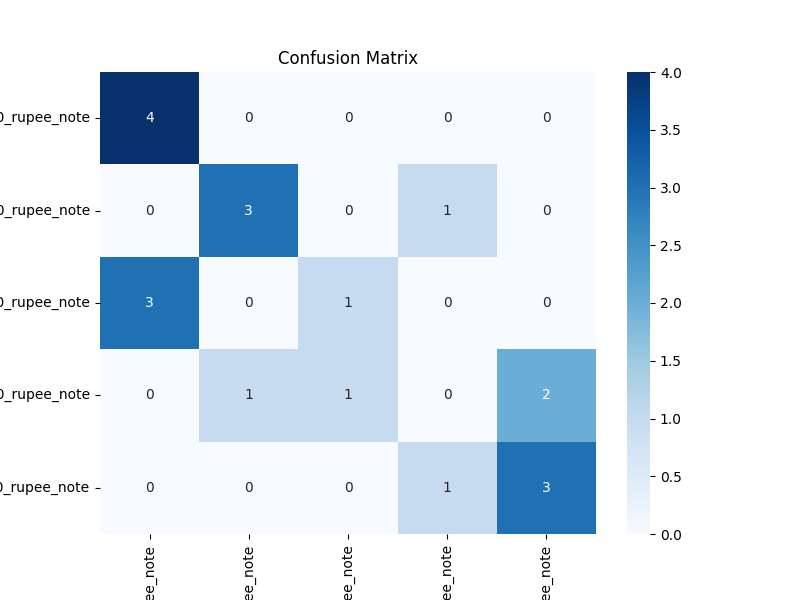 Confusion Matrix
0_rupee_note 4 0 0 0 0
0_rupee_note 0 3 0 1 0
0_rupee_note 3 0 1 0 0
0_rupee_note 0 1 1 0 2
0_rupee_note 0 0 0 1 3
ee_note ee_note ee_note ee_note ee_note
4.0
3.5
3.0
2.5
2.0
1.5
1.0
0.5
0.0